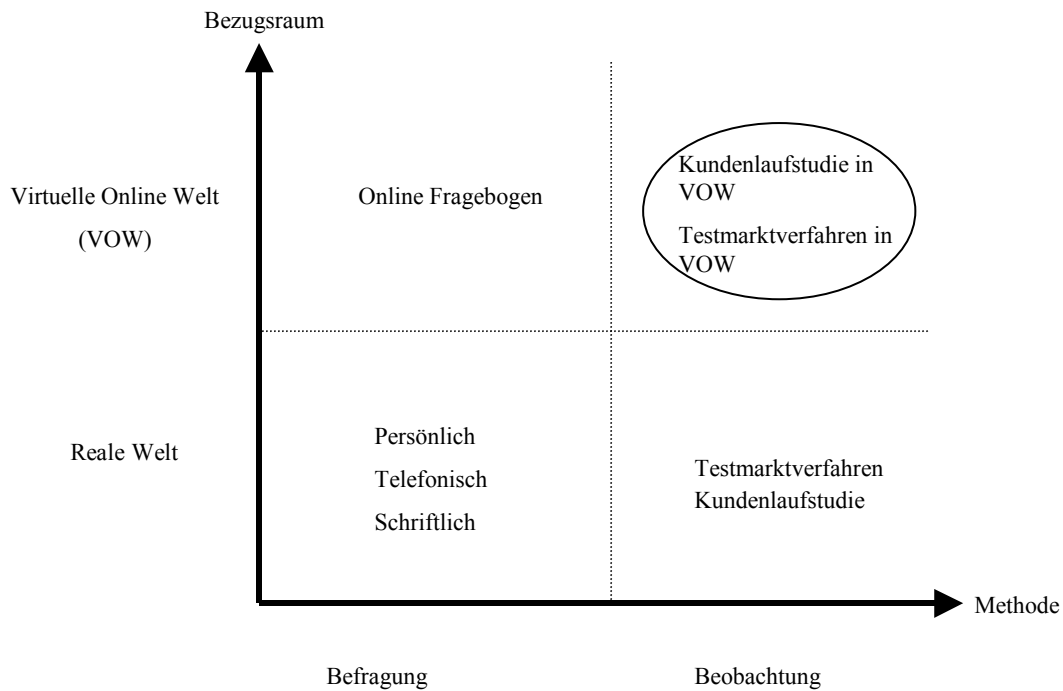 Bezugsraum
Virtuelle Online Welt
(VOW)
Online Fragebogen
Kundenlaufstudie in
VOW
Testmarktverfahren in
VOW
Reale Welt
Persönlich
Telefonisch
Schriftlich
Testmarktverfahren
Kundenlaufstudie
Methode
Befragung
Beobachtung